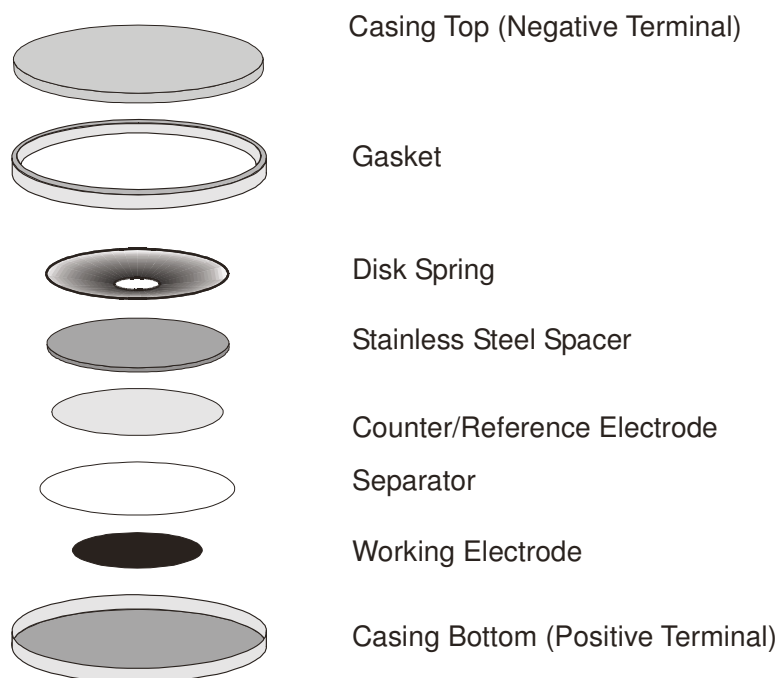 Casing Top (Negative Terminal)
Gasket
Disk Spring
Stainless Steel Spacer
Counter/Reference Electrode
Separator
Working Electrode
Casing Bottom (Positive Terminal)